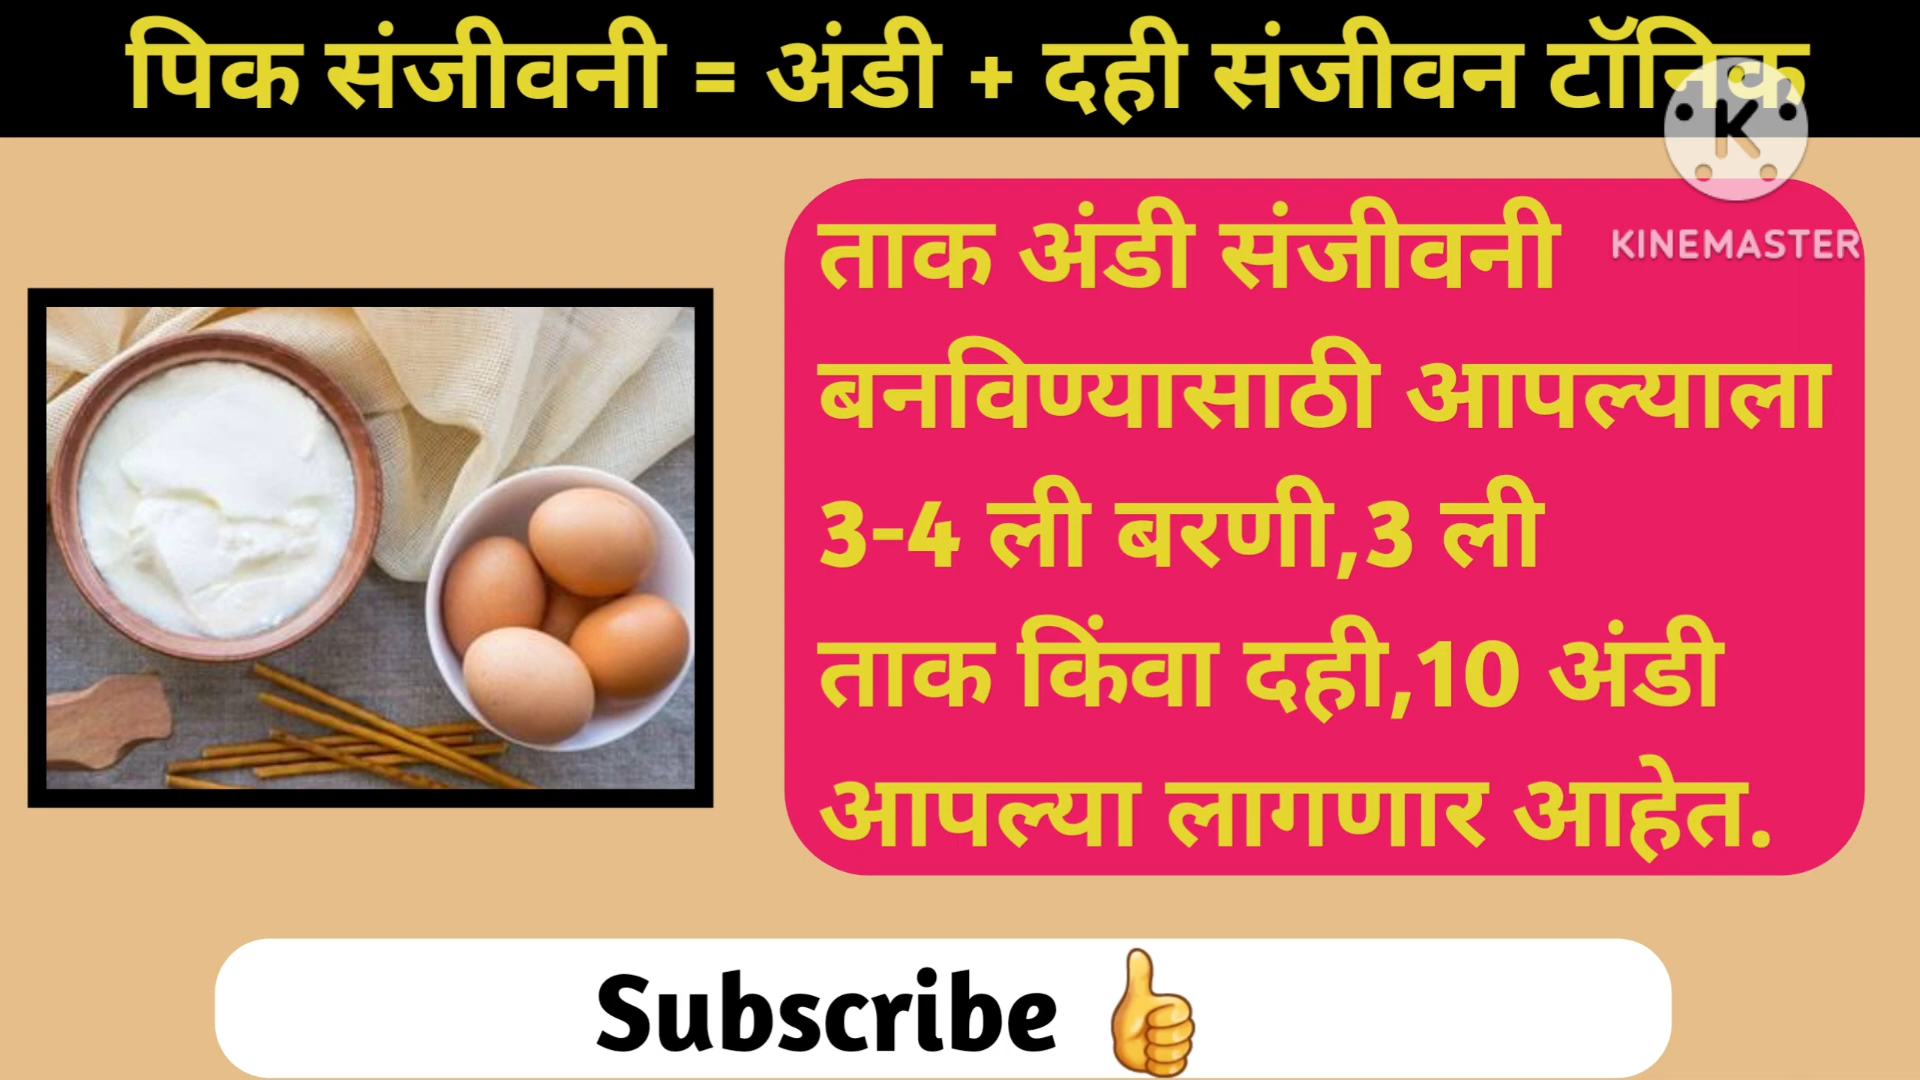 पिक संजीवनी = अंडी + दही संजीवन टॉनिक
K
KINEMASTER
ताक अंडी संजीवनी
बनविण्यासाठी आपल्याला
3-4 ली बरणी,3 ली
ताक किंवा दही,10 अंडी
आपल्या लागणार आहेत.
Subscribe 👍